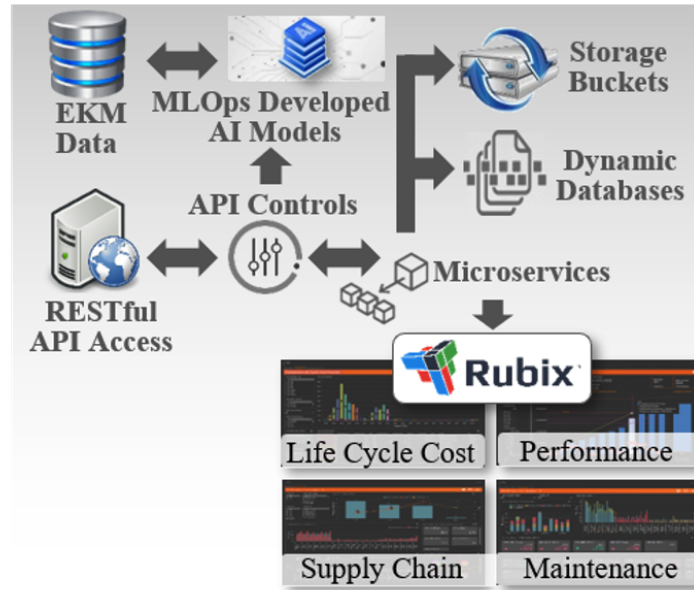 EKM
Data
MLOps Developed
AI Models
Storage
Buckets
Dynamic
Databases
API Controls
RESTful
API Access
Microservices
Rubix
Life Cycle Cost
Performance
Supply Chain
Maintenance